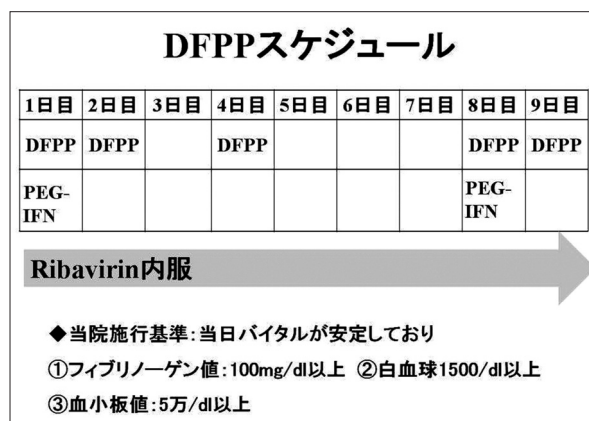 DFPPスケジュール
1日目 2日目 3日目 4日目 5日目 6日目 7日目 8日目 9日目
DFPP DFPP DFPP DFPP DFPP
PEG-
IFN PEG-
IFN
Ribavirin内服
◆当院施行基準:当日バイタルが安定しており
①フィブリノーゲン値:100mg/dl以上 ②白血球1500/dl以上
③血小板値:5万/dl以上